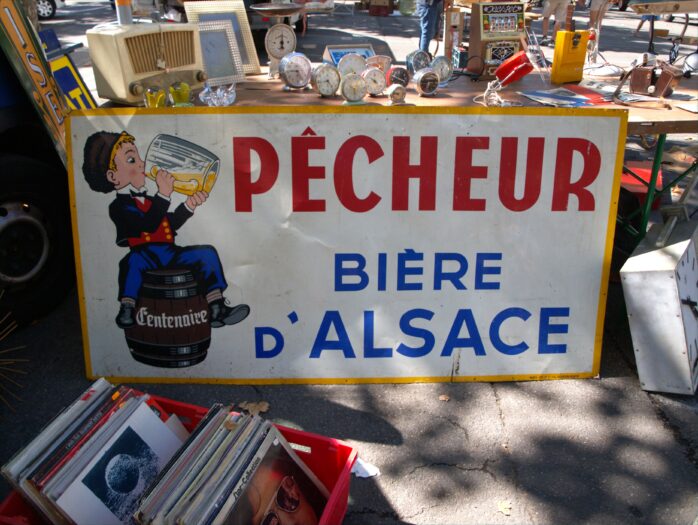 PÊCHEUR
BIÈRE
D'ALSACE
Centenaire